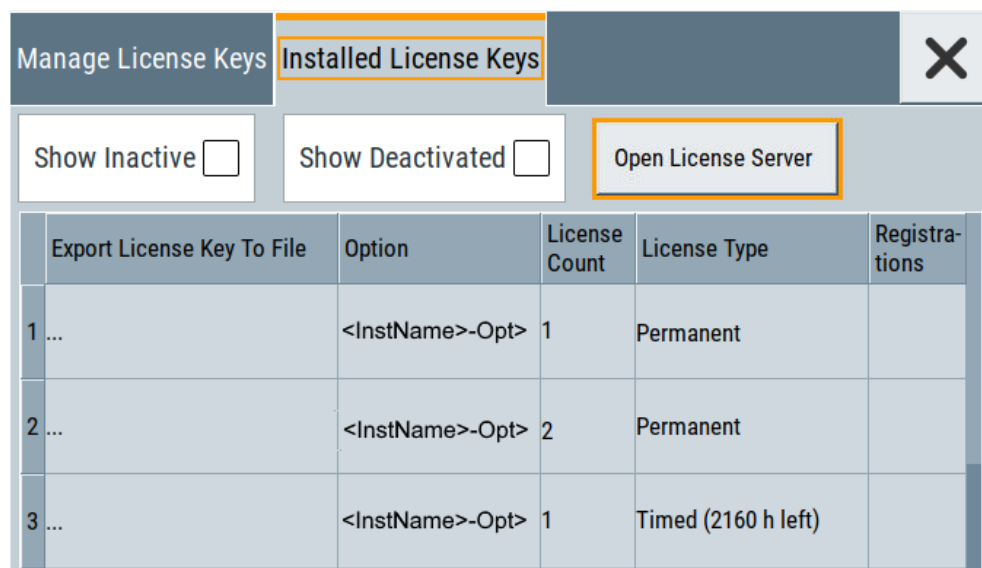 Manage License Keys Installed License Keys
Show Inactive Show Deactivated Open License Server
Export License Key To File Option License Count License Type Registra-tions
1 ... <InstName>-Opt> 1 Permanent
2 ... <InstName>-Opt> 2 Permanent
3 ... <InstName>-Opt> 1 Timed (2160 h left)